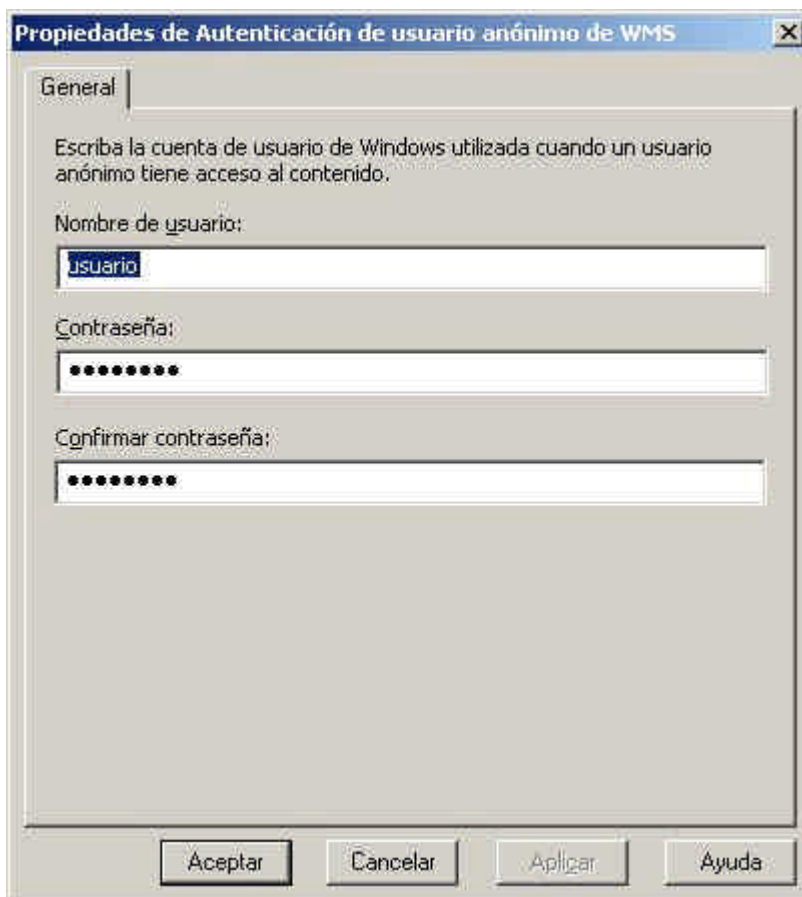 Propiedades de Autenticación de usuario anónimo de WMS
General
Escriba la cuenta de usuario de Windows utilizada cuando un usuario
anónimo tiene acceso al contenido.
Nombre de usuario:
usuario
Contraseña:
••••••••
Confirmar contraseña:
••••••••
Aceptar Cancelar Aplicar Ayuda